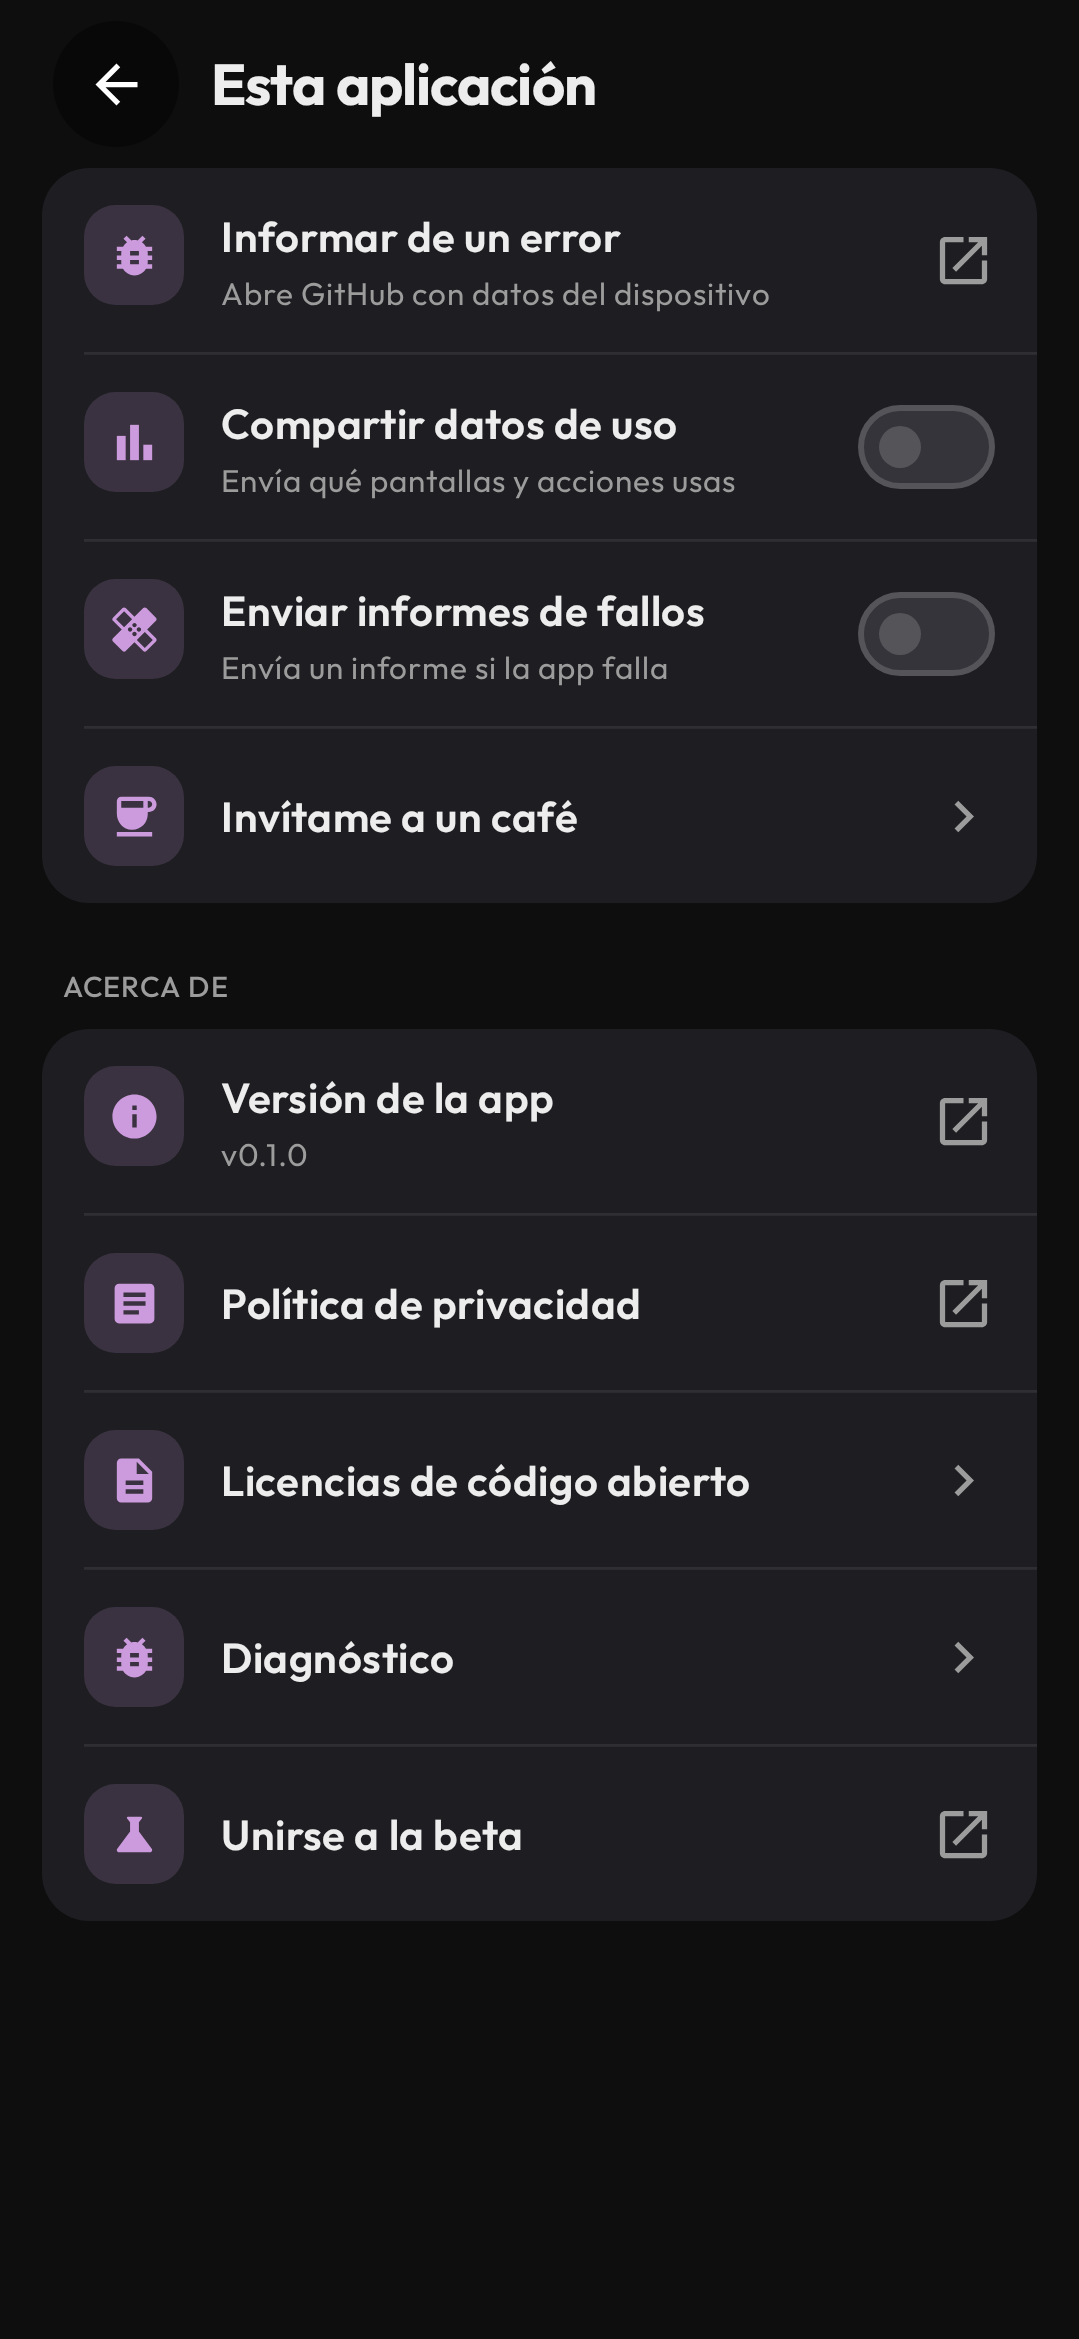 Esta aplicación
Informar de un error
Abre GitHub con datos del dispositivo
Compartir datos de uso
Envía qué pantallas y acciones usas
Enviar informes de fallos
Envía un informe si la app falla
Invítame a un café
ACERCA DE
Versión de la app
v0.1.0
Política de privacidad
Licencias de código abierto
Diagnóstico
Unirse a la beta